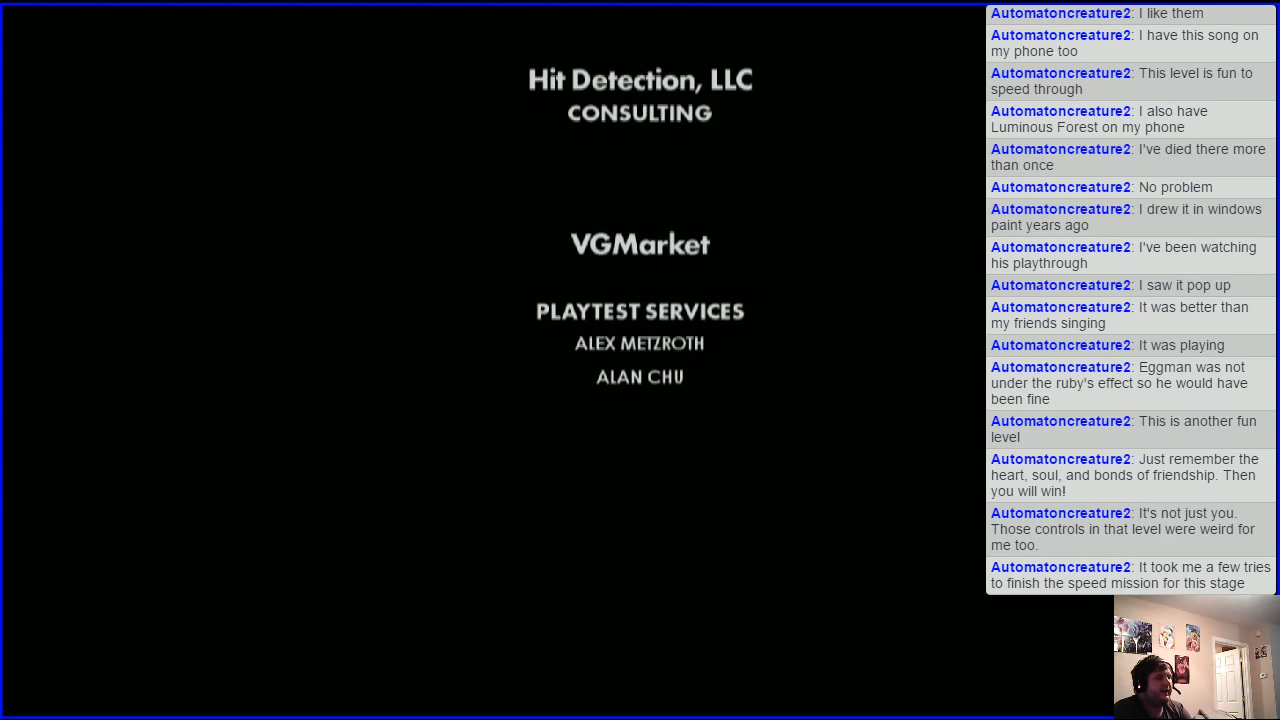 Hit Detection, LLC
CONSULTING
VGMarket
PLAYTEST SERVICES
ALEX METZROTH
ALAN CHU
Automatoncreature2: I like them
Automatoncreature2: I have this song on
my phone too
Automatoncreature2: This level is fun to
speed through
Automatoncreature2: I also have
Luminous Forest on my phone
Automatoncreature2: I've died there more
than once
Automatoncreature2: No problem
Automatoncreature2: I drew it in windows
paint years ago
Automatoncreature2: I've been watching
his playthrough
Automatoncreature2: I saw it pop up
Automatoncreature2: It was better than
my friends singing
Automatoncreature2: It was playing
Automatoncreature2: Eggman was not
under the ruby's effect so he would have
been fine
Automatoncreature2: This is another fun
level
Automatoncreature2: Just remember the
heart, soul, and bonds of friendship. Then
you will win!
Automatoncreature2: It's not just you.
Those controls in that level were weird for
me too.
Automatoncreature2: It took me a few tries
to finish the speed mission for this stage